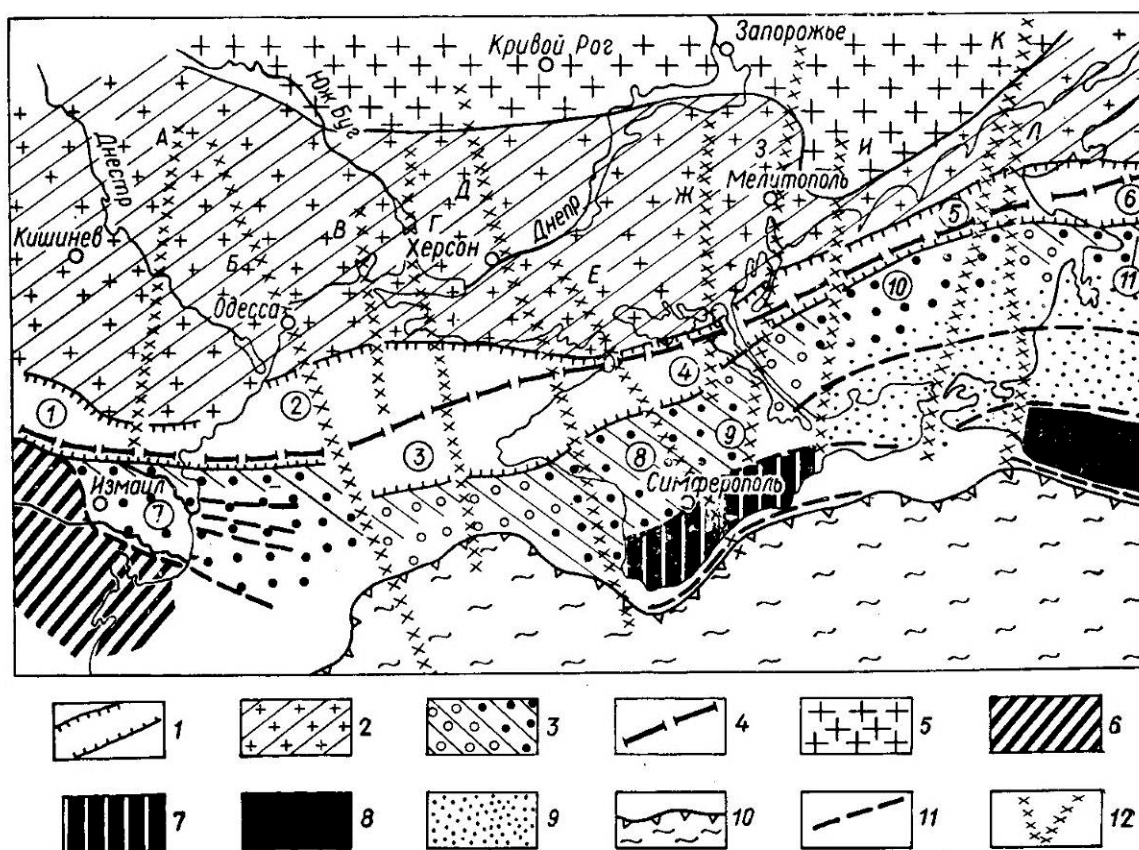 Запорожье
Кривой Рог
К
Юж Буг
А
Днестр
Д
З
И
Л
Мелитополь
Ж
6
5
В
Г
Днепр
Кишинев
Херсон
Б
Е
11
10
Одесса
4
2
1
3
9
8
Измаил
7
Симферополь
1 2 3 4 5 6
7 8 9 10 11 12